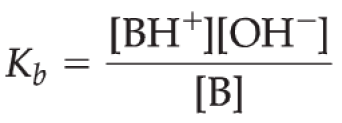 K_b = [BH⁺][OH⁻] / [B]